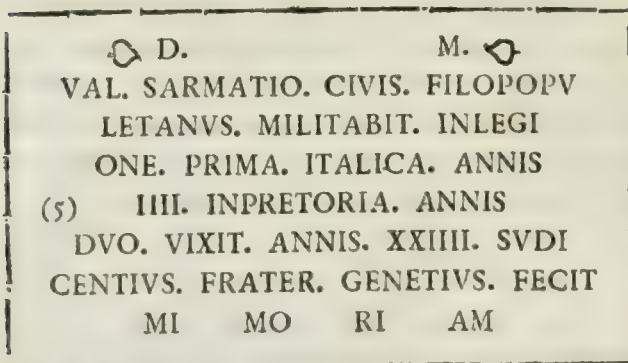 D. M.
VAL. SARMATIO. CIVIS. FILOPOPV
LETANVS. MILITABIT. INLEGI
ONE. PRIMA. ITALICA. ANNIS
(5) IIII. INPRETORIA. ANNIS
DVO. VIXIT. ANNIS. XXIIII. SVDI
CENTIVS. FRATER. GENETIVS. FECIT
MI MO RI AM